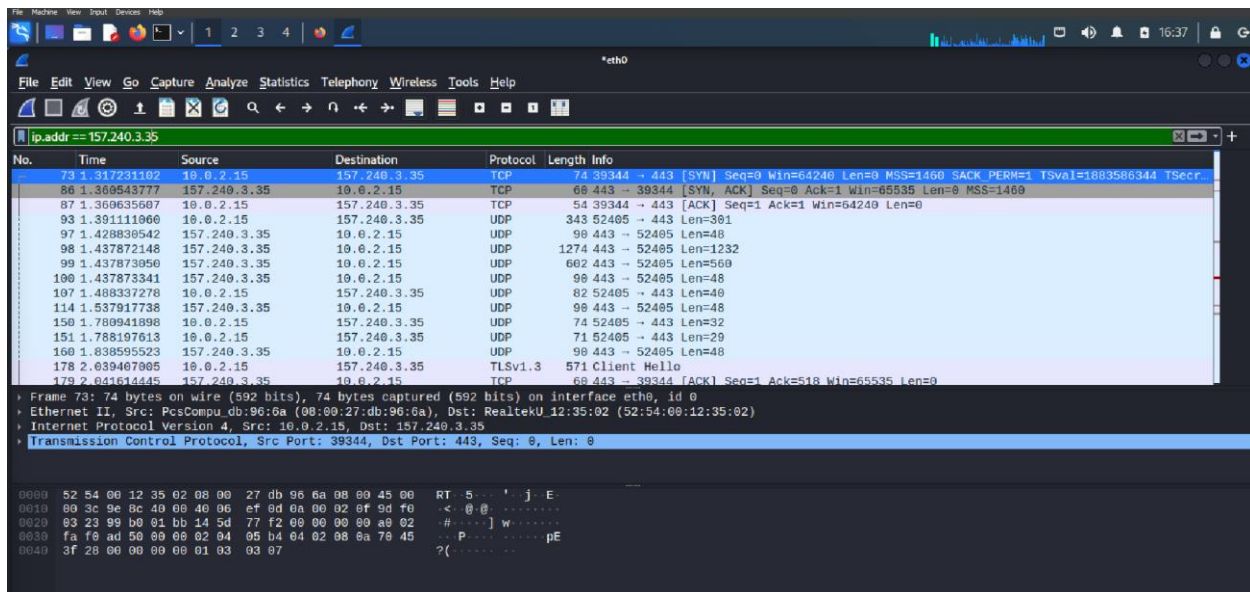 File Machine View Input Devices Help
1 2 3 4 16:37
*eth0
File Edit View Go Capture Analyze Statistics Telephony Wireless Tools Help
ip.addr == 157.240.3.35
No. Time Source Destination Protocol Length Info
73 1.317231102 10.0.2.15 157.240.3.35 TCP 74 39344 → 443 [SYN] Seq=0 Win=64240 Len=0 MSS=1460 SACK_PERM=1 TSval=1883586344 TSecr…
86 1.360543777 157.240.3.35 10.0.2.15 TCP 60 443 → 39344 [SYN, ACK] Seq=0 Ack=1 Win=65535 Len=0 MSS=1460
87 1.360635607 10.0.2.15 157.240.3.35 TCP 54 39344 → 443 [ACK] Seq=1 Ack=1 Win=64240 Len=0
93 1.391111060 10.0.2.15 157.240.3.35 UDP 343 52405 → 443 Len=301
97 1.428830542 157.240.3.35 10.0.2.15 UDP 90 443 → 52405 Len=48
98 1.437872148 157.240.3.35 10.0.2.15 UDP 1274 443 → 52405 Len=1232
99 1.437873050 157.240.3.35 10.0.2.15 UDP 602 443 → 52405 Len=560
100 1.437873341 157.240.3.35 10.0.2.15 UDP 90 443 → 52405 Len=48
107 1.488337278 10.0.2.15 157.240.3.35 UDP 82 52405 → 443 Len=40
114 1.537917738 157.240.3.35 10.0.2.15 UDP 90 443 → 52405 Len=48
150 1.780941898 10.0.2.15 157.240.3.35 UDP 74 52405 → 443 Len=32
151 1.788197613 10.0.2.15 157.240.3.35 UDP 71 52405 → 443 Len=29
160 1.838595523 157.240.3.35 10.0.2.15 UDP 90 443 → 52405 Len=48
178 2.039407005 10.0.2.15 157.240.3.35 TLSv1.3 571 Client Hello
179 2.041614445 157.240.3.35 10.0.2.15 TCP 60 443 → 39344 [ACK] Seq=1 Ack=518 Win=65535 Len=0
Frame 73: 74 bytes on wire (592 bits), 74 bytes captured (592 bits) on interface eth0, id 0
Ethernet II, Src: PcsCompu_db:96:6a (08:00:27:db:96:6a), Dst: RealtekU_12:35:02 (52:54:00:12:35:02)
Internet Protocol Version 4, Src: 10.0.2.15, Dst: 157.240.3.35
Transmission Control Protocol, Src Port: 39344, Dst Port: 443, Seq: 0, Len: 0
0000 52 54 00 12 35 02 08 00 27 db 96 6a 08 00 45 00 RT··5···'··j··E·
0010 00 3c 9e 8c 40 00 40 06 ef 0d 0a 00 02 0f 9d f0 ·<··@·@·········
0020 03 23 99 b0 01 bb 14 5d 77 f2 00 00 00 00 a0 02 ·#·····]w·······
0030 fa f0 ad 50 00 00 02 04 05 b4 04 02 08 0a 70 45 ···P··········pE
0040 3f 28 00 00 00 00 01 03 03 07 ?(········